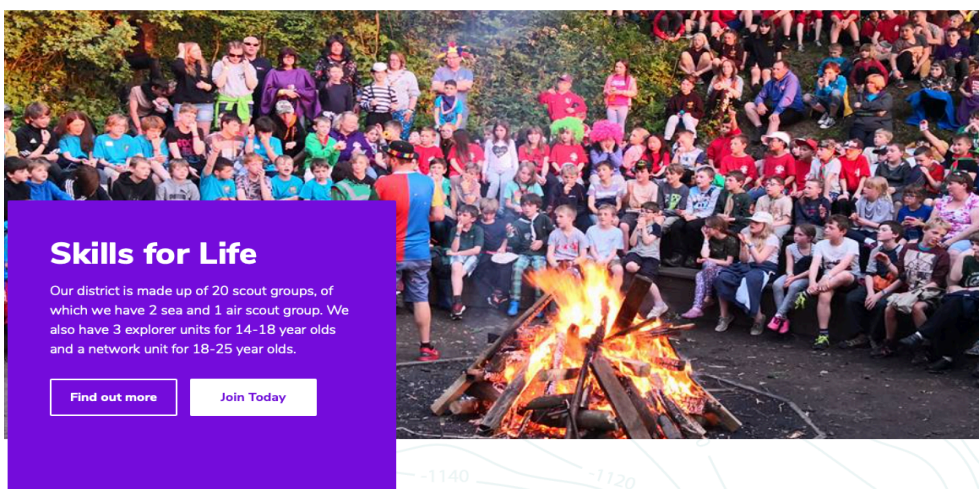 Skills for Life
Our district is made up of 20 scout groups, of
which we have 2 sea and 1 air scout group. We
also have 3 explorer units for 14-18 year olds
and a network unit for 18-25 year olds.
Find out more
Join Today
-1140
-1120